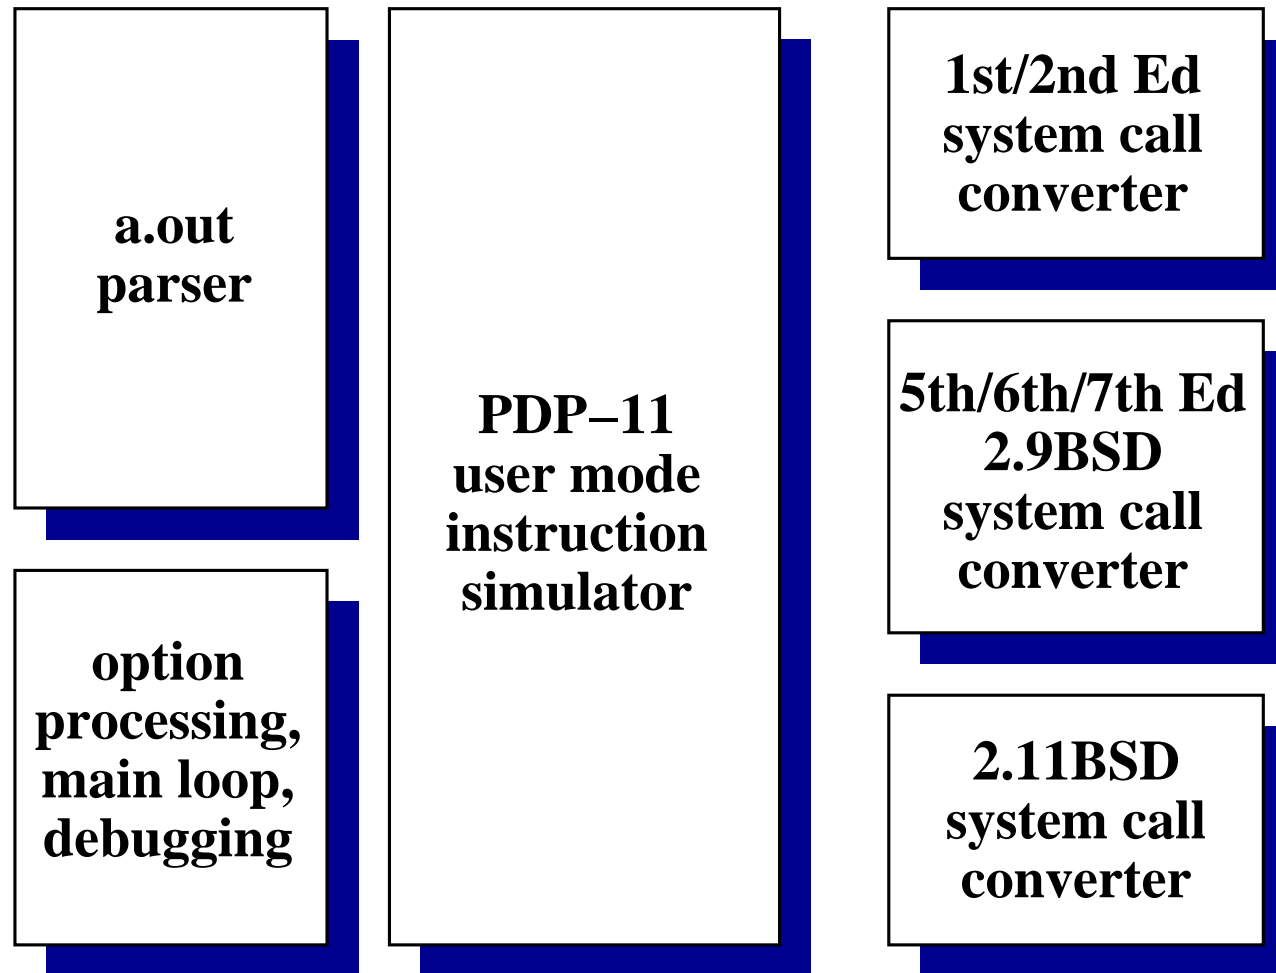 a.out
parser
option
processing,
main loop,
debugging
PDP–11
user mode
instruction
simulator
1st/2nd Ed
system call
converter
5th/6th/7th Ed
2.9BSD
system call
converter
2.11BSD
system call
converter